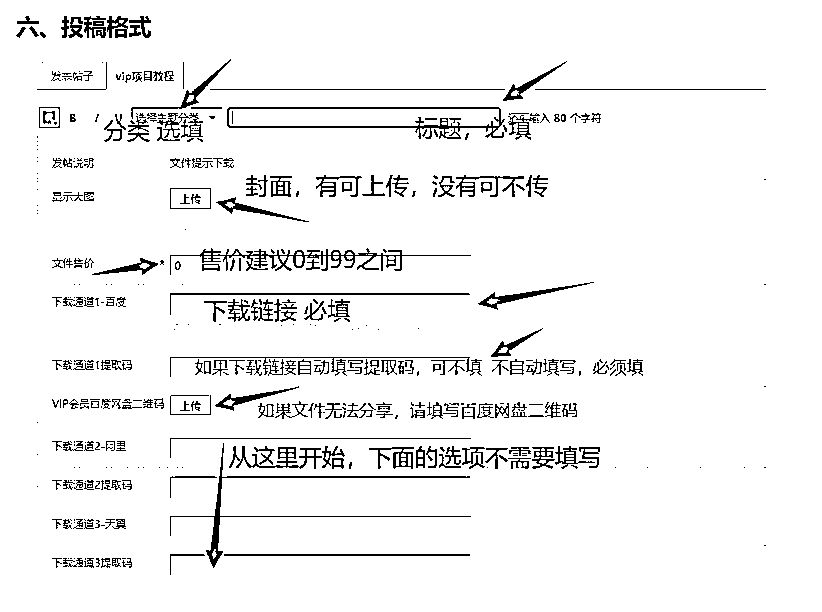 六、投稿格式
发表帖子 vip项目教程
B I U 选择主题分类 还可输入 80 个字符
分类 选填 标题，必填
发帖说明 文件提示下载
封面，有可上传，没有可不传
显示大图 上传
文件售价 * 0 售价建议0到99之间
下载通道1-百度 下载链接 必填
下载通道1提取码 如果下载链接自动填写提取码，可不填 不自动填写，必须填
VIP会员百度网盘二维码 上传 如果文件无法分享，请填写百度网盘二维码
下载通道2-阿里 从这里开始，下面的选项不需要填写
下载通道2提取码
下载通道3-天翼
下载通道3提取码